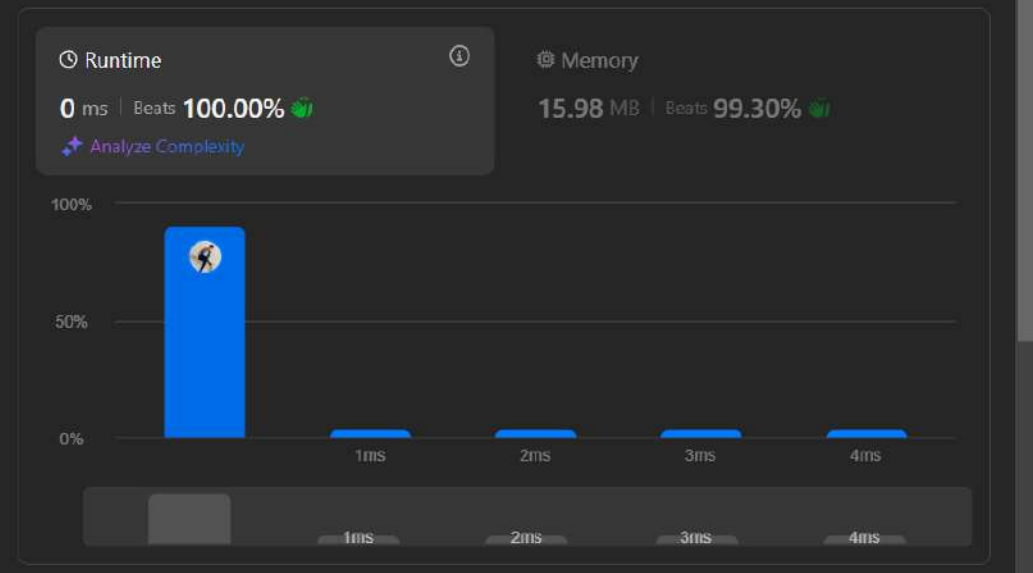 Runtime
0 ms | Beats 100.00%
Analyze Complexity
Memory
15.98 MB | Beats 99.30%
100%
50%
0%
1ms 2ms 3ms 4ms
1ms 2ms 3ms 4ms